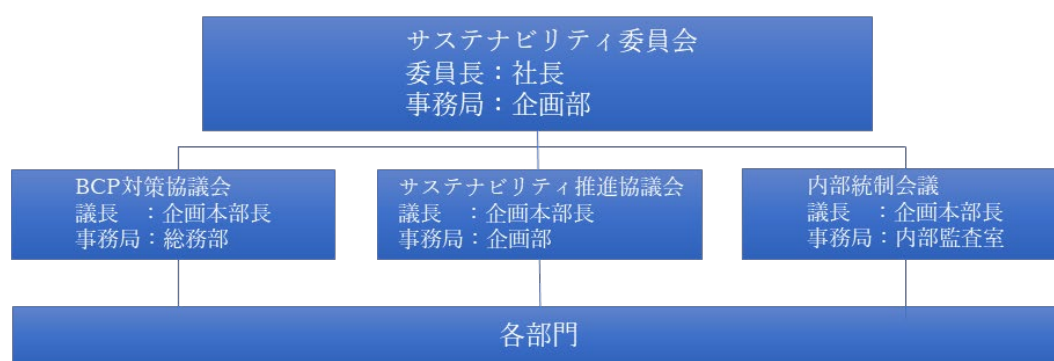 サステナビリティ委員会
委員長：社長
事務局：企画部
BCP対策協議会
議長　：企画本部長
事務局：総務部
サステナビリティ推進協議会
議長　：企画本部長
事務局：企画部
内部統制会議
議長　：企画本部長
事務局：内部監査室
各部門